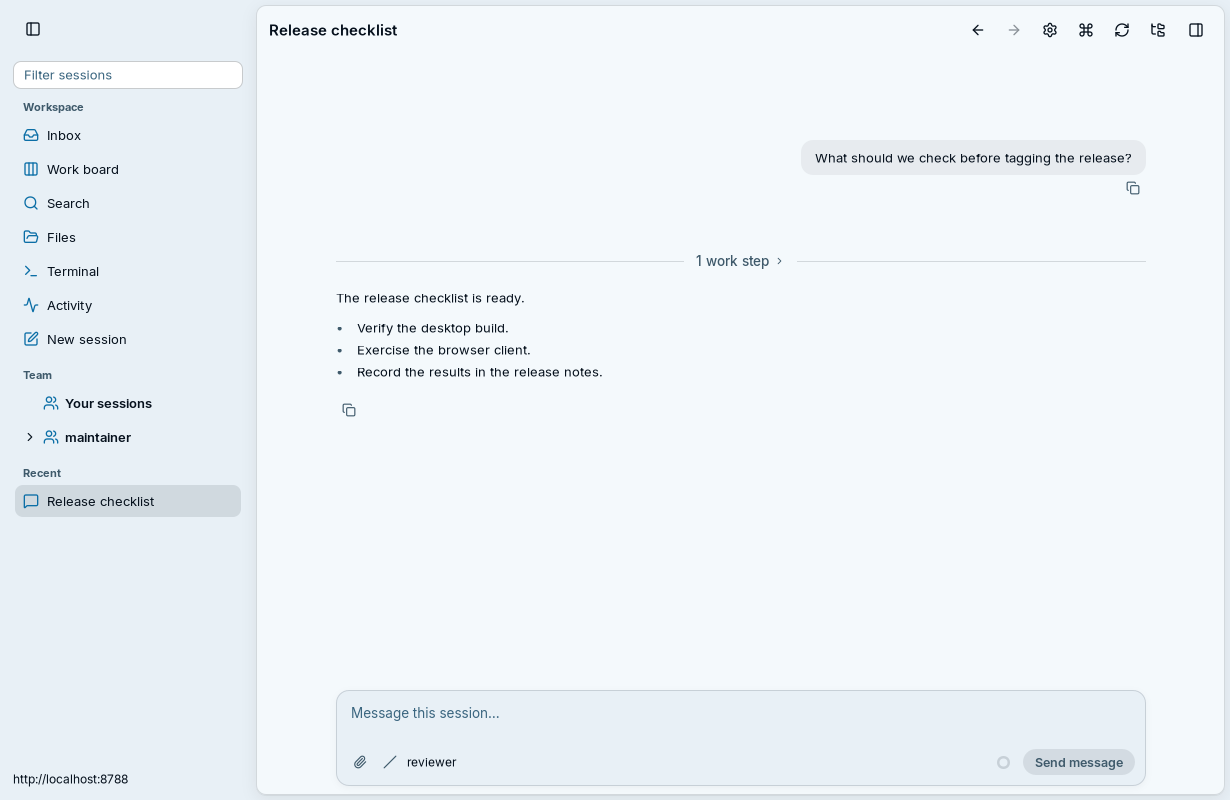 Filter sessions
Workspace
Inbox
Work board
Search
Files
Terminal
Activity
New session
Team
Your sessions
maintainer
Recent
Release checklist
http://localhost:8788
Release checklist
What should we check before tagging the release?
1 work step
The release checklist is ready.
• Verify the desktop build.
• Exercise the browser client.
• Record the results in the release notes.
Message this session...
reviewer
Send message